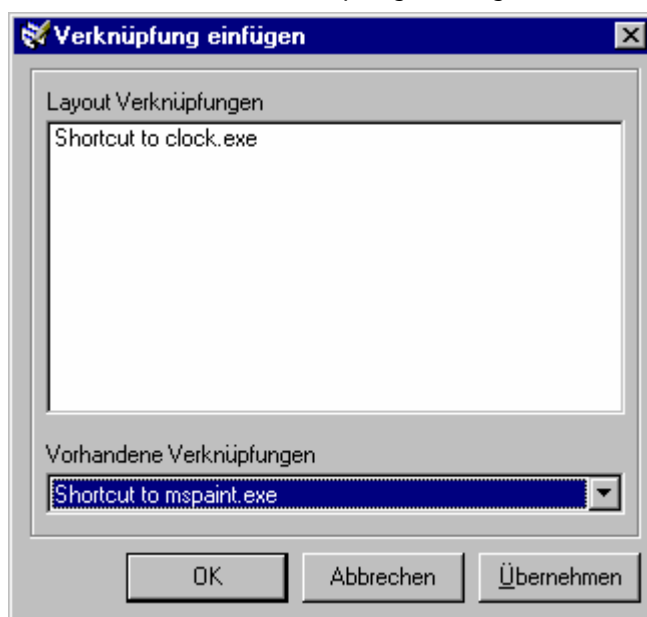 Verknüpfung einfügen
Layout Verknüpfungen
Shortcut to clock.exe
Vorhandene Verknüpfungen
Shortcut to mspaint.exe
OK Abbrechen Übernehmen